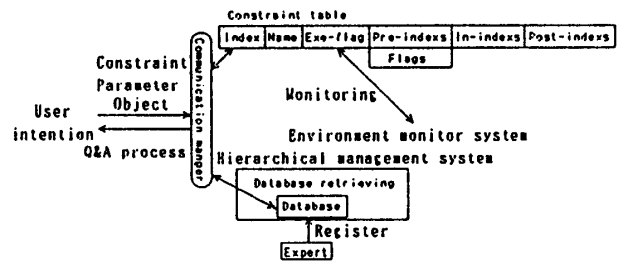 Constraint table
Index Name Exe-flag Pre-indexs In-indexs Post-indexs
Flags
Communication manger
Constraint
Parameter
Object
User
intention
Q&A process
Monitoring
Environment monitor system
Hierarchical management system
Database retrieving
Database
Register
Expert